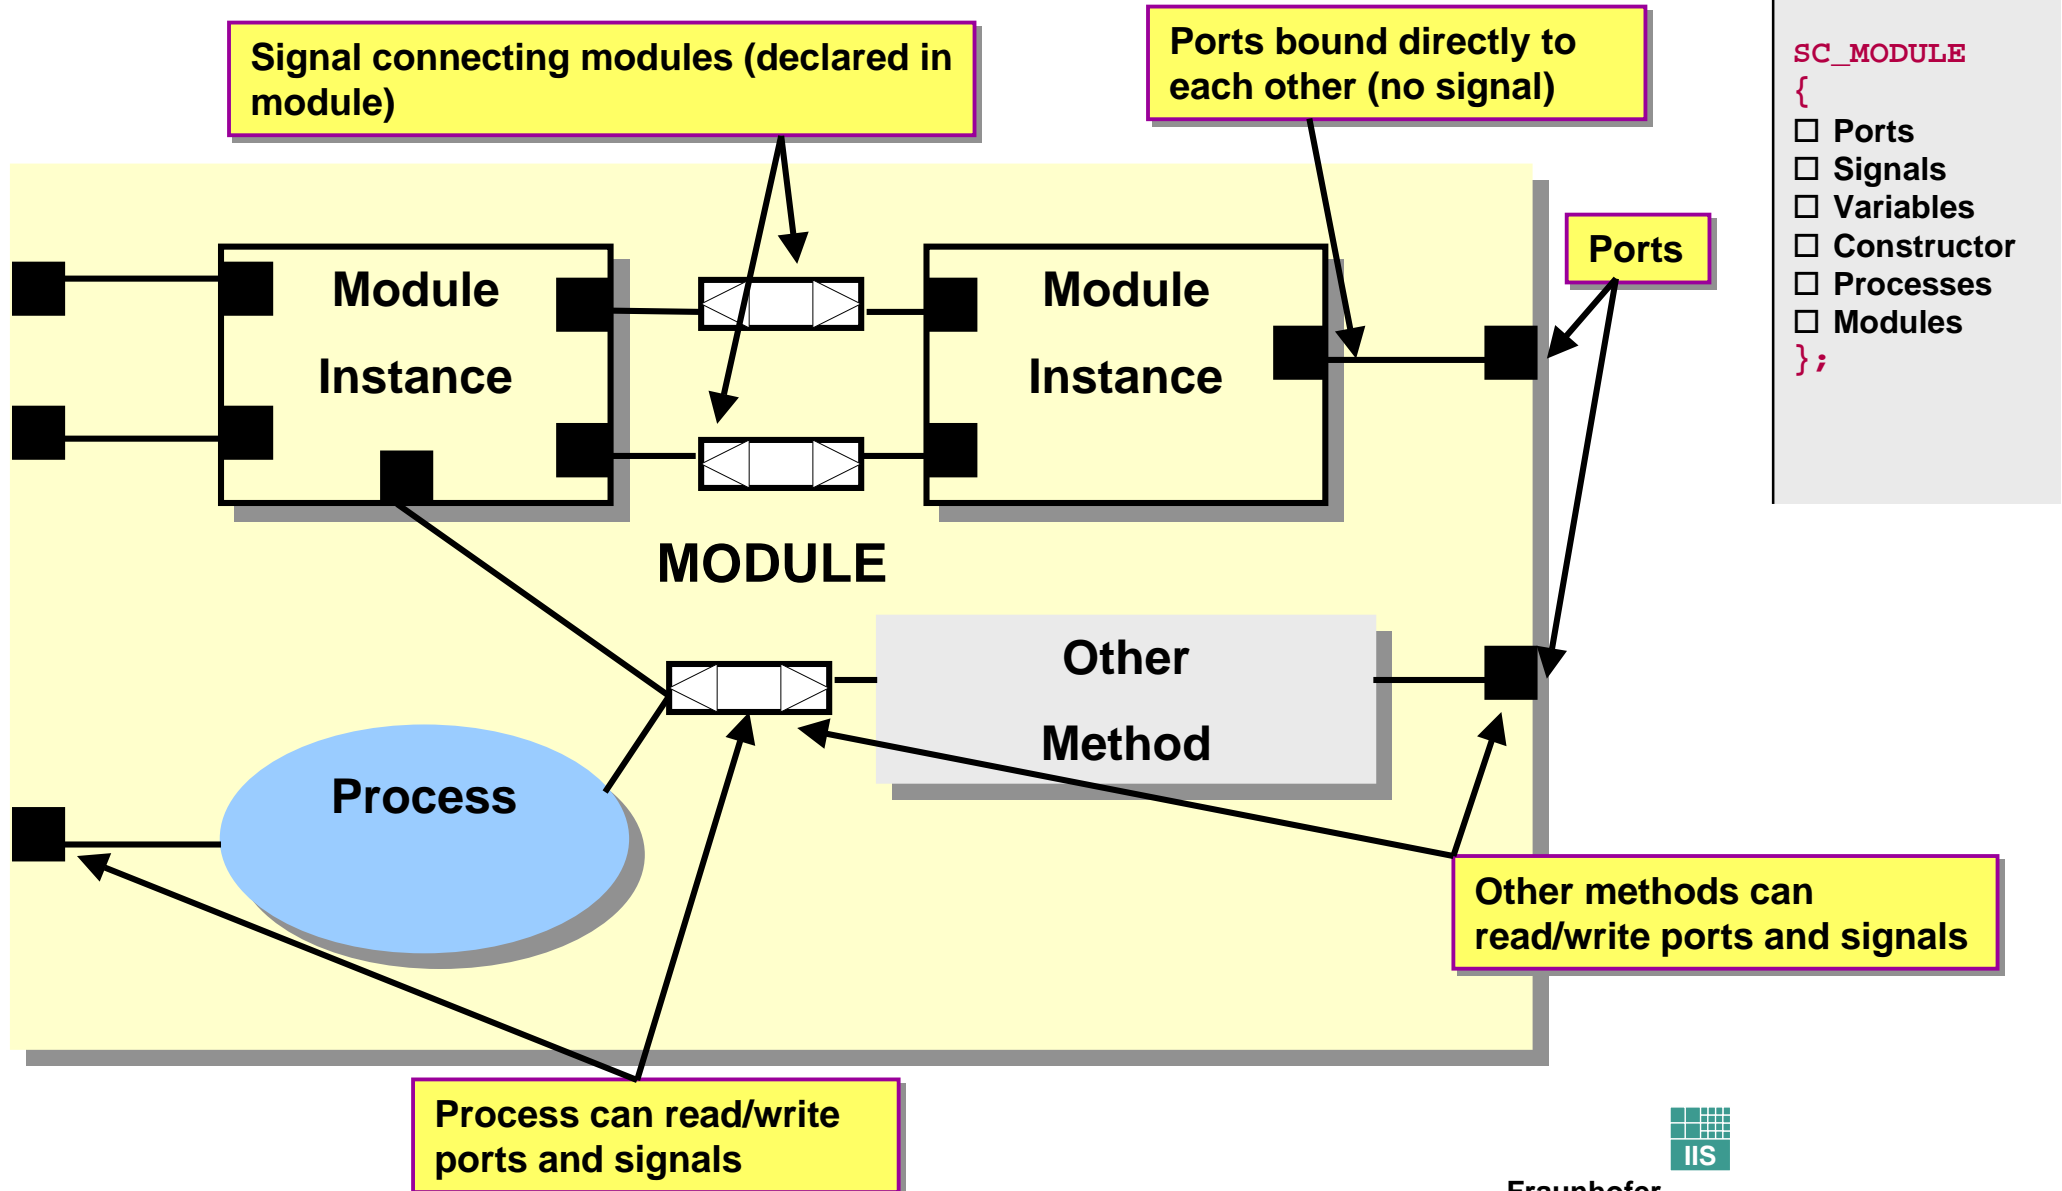 Signal connecting modules (declared in
module)
Ports bound directly to
each other (no signal)
SC_MODULE
{
Ports
Signals
Variables
Constructor
Processes
Modules
};
Ports
Module
Instance
Module
Instance
MODULE
Other
Method
Process
Other methods can
read/write ports and signals
Process can read/write
ports and signals
IIS
Fraunhofer